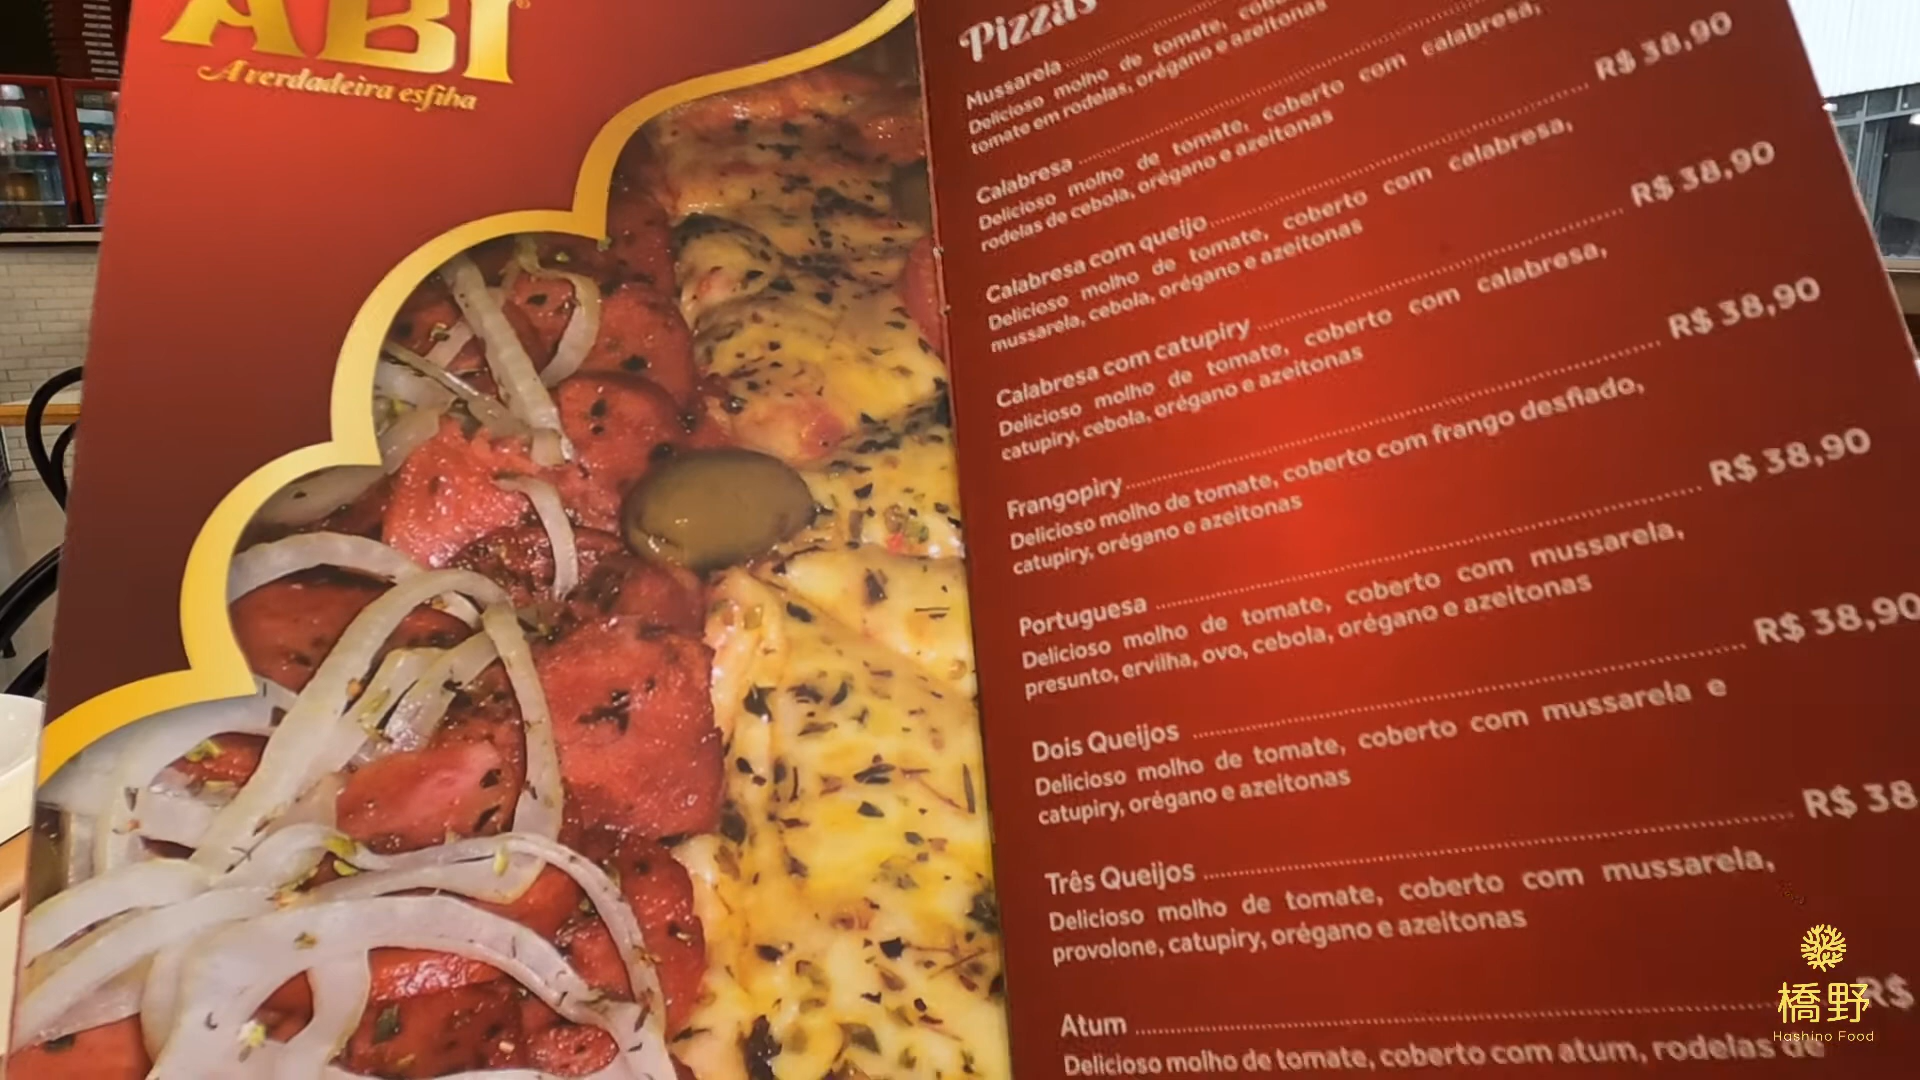 ABI
A verdadeira esfiha
Pizzas
Mussarela
Delicioso molho de tomate,
tomate em rodelas, orégano e azeitonas
Calabresa R$ 38,90
Delicioso molho de tomate, coberto com calabresa,
rodelas de cebola, orégano e azeitonas
Calabresa com queijo R$ 38,90
Delicioso molho de tomate, coberto com calabresa,
mussarela, cebola, orégano e azeitonas
Calabresa com catupiry R$ 38,90
Delicioso molho de tomate, coberto com calabresa,
catupiry, cebola, orégano e azeitonas
Frangopiry R$ 38,90
Delicioso molho de tomate, coberto com frango desfiado,
catupiry, orégano e azeitonas
Portuguesa R$ 38,90
Delicioso molho de tomate, coberto com mussarela,
presunto, ervilha, ovo, cebola, orégano e azeitonas
Dois Queijos R$ 38,90
Delicioso molho de tomate, coberto com mussarela e
catupiry, orégano e azeitonas
Três Queijos R$ 38
Delicioso molho de tomate, coberto com mussarela,
provolone, catupiry, orégano e azeitonas
Atum R$
Delicioso molho de tomate, coberto com atum, rodelas de
橋野
Hashino Food